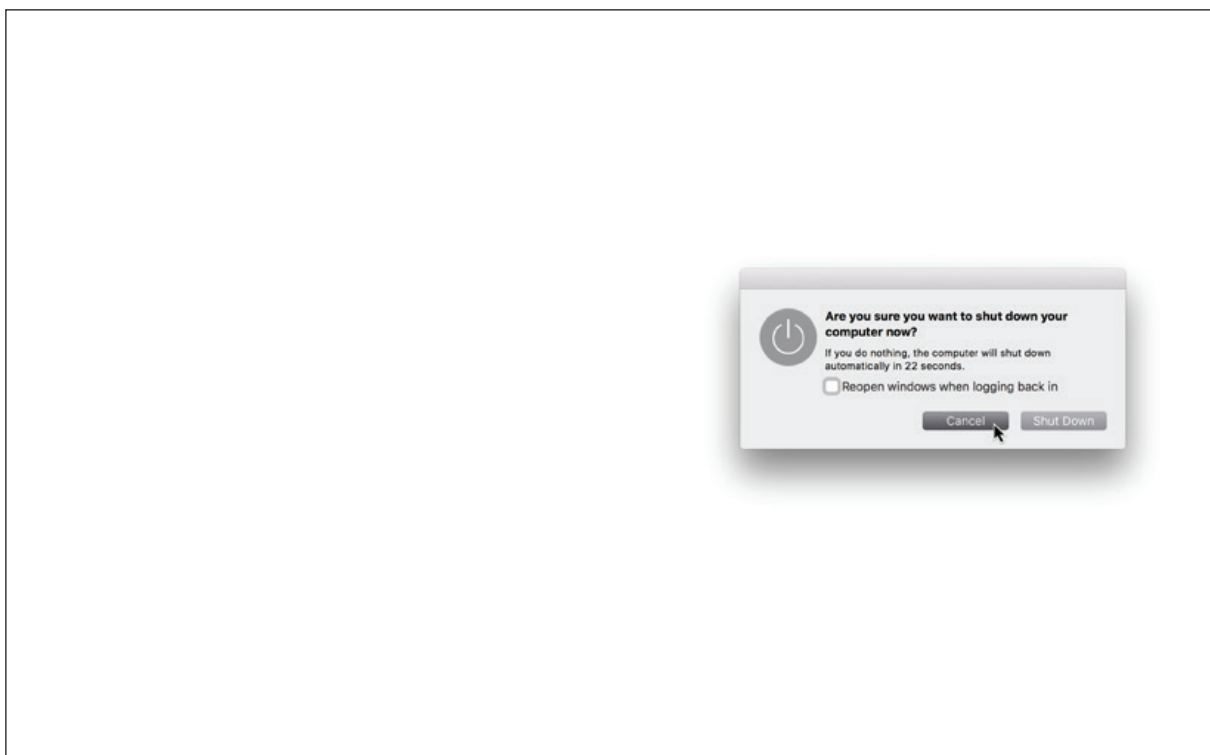 Are you sure you want to shut down your
computer now?
If you do nothing, the computer will shut down
automatically in 22 seconds.
Reopen windows when logging back in
Cancel Shut Down